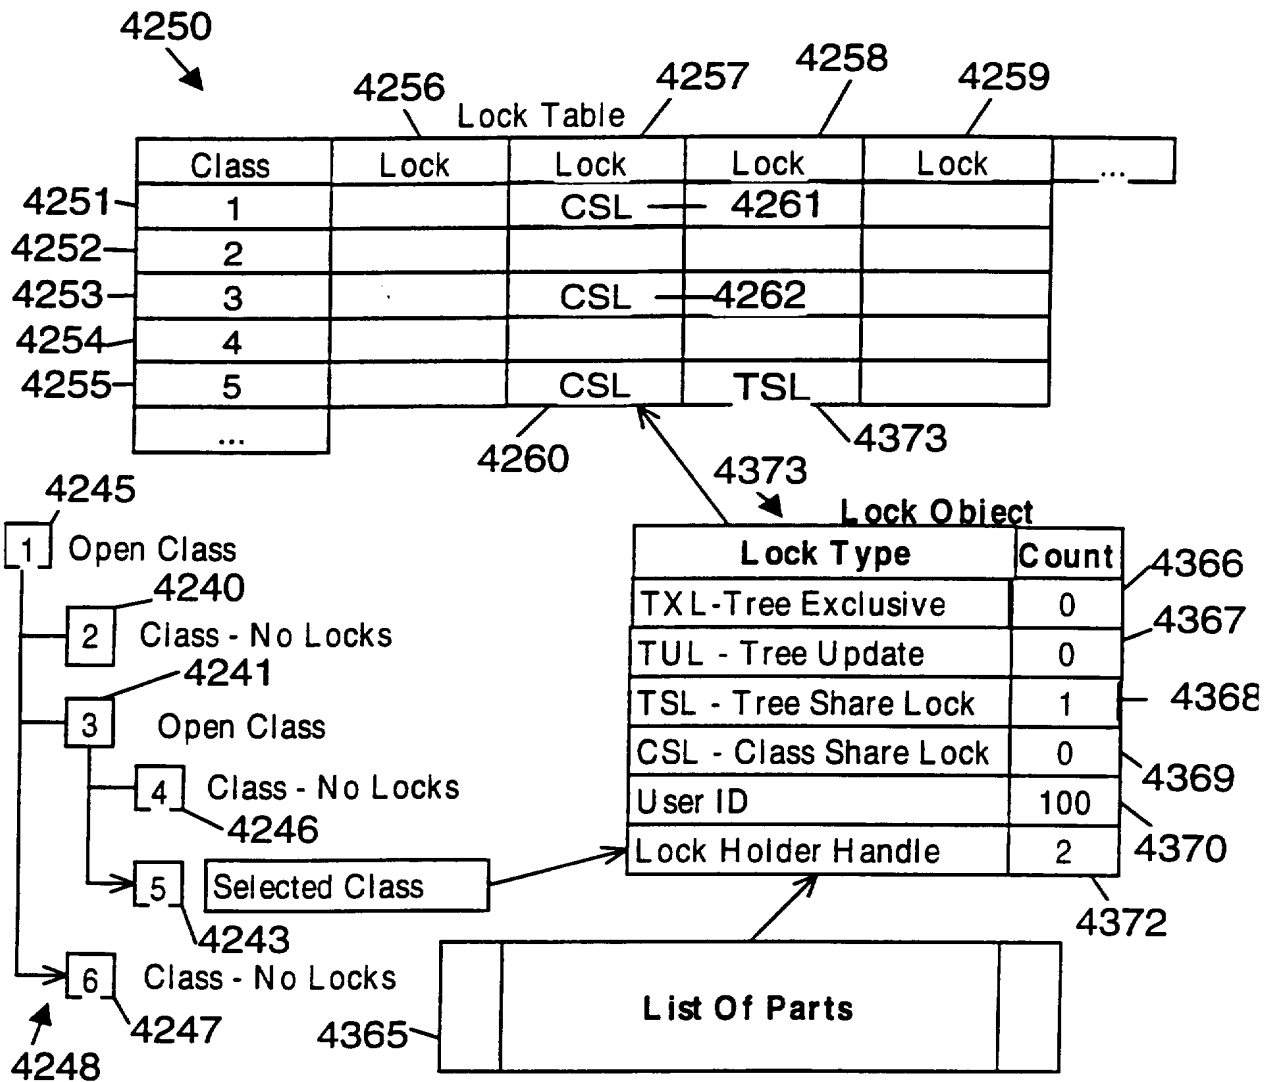 4250
4256 4257 4258 4259
Lock Table
Class Lock Lock Lock Lock ...
4251 1 CSL 4261
4252 2
4253 3 CSL 4262
4254 4
4255 5 CSL TSL
...
4260 4373
4245 4373
Lock Object
1 Open Class
Lock Type Count 4366
4240
TXL-Tree Exclusive 0
4367
2 Class - No Locks
TUL - Tree Update 0
4241
TSL - Tree Share Lock 1 4368
3 Open Class
CSL - Class Share Lock 0 4369
4 Class - No Locks
User ID 100
4246
Lock Holder Handle 2 4370
5 Selected Class
4243 4372
6 Class - No Locks
List Of Parts
4247 4365
4248